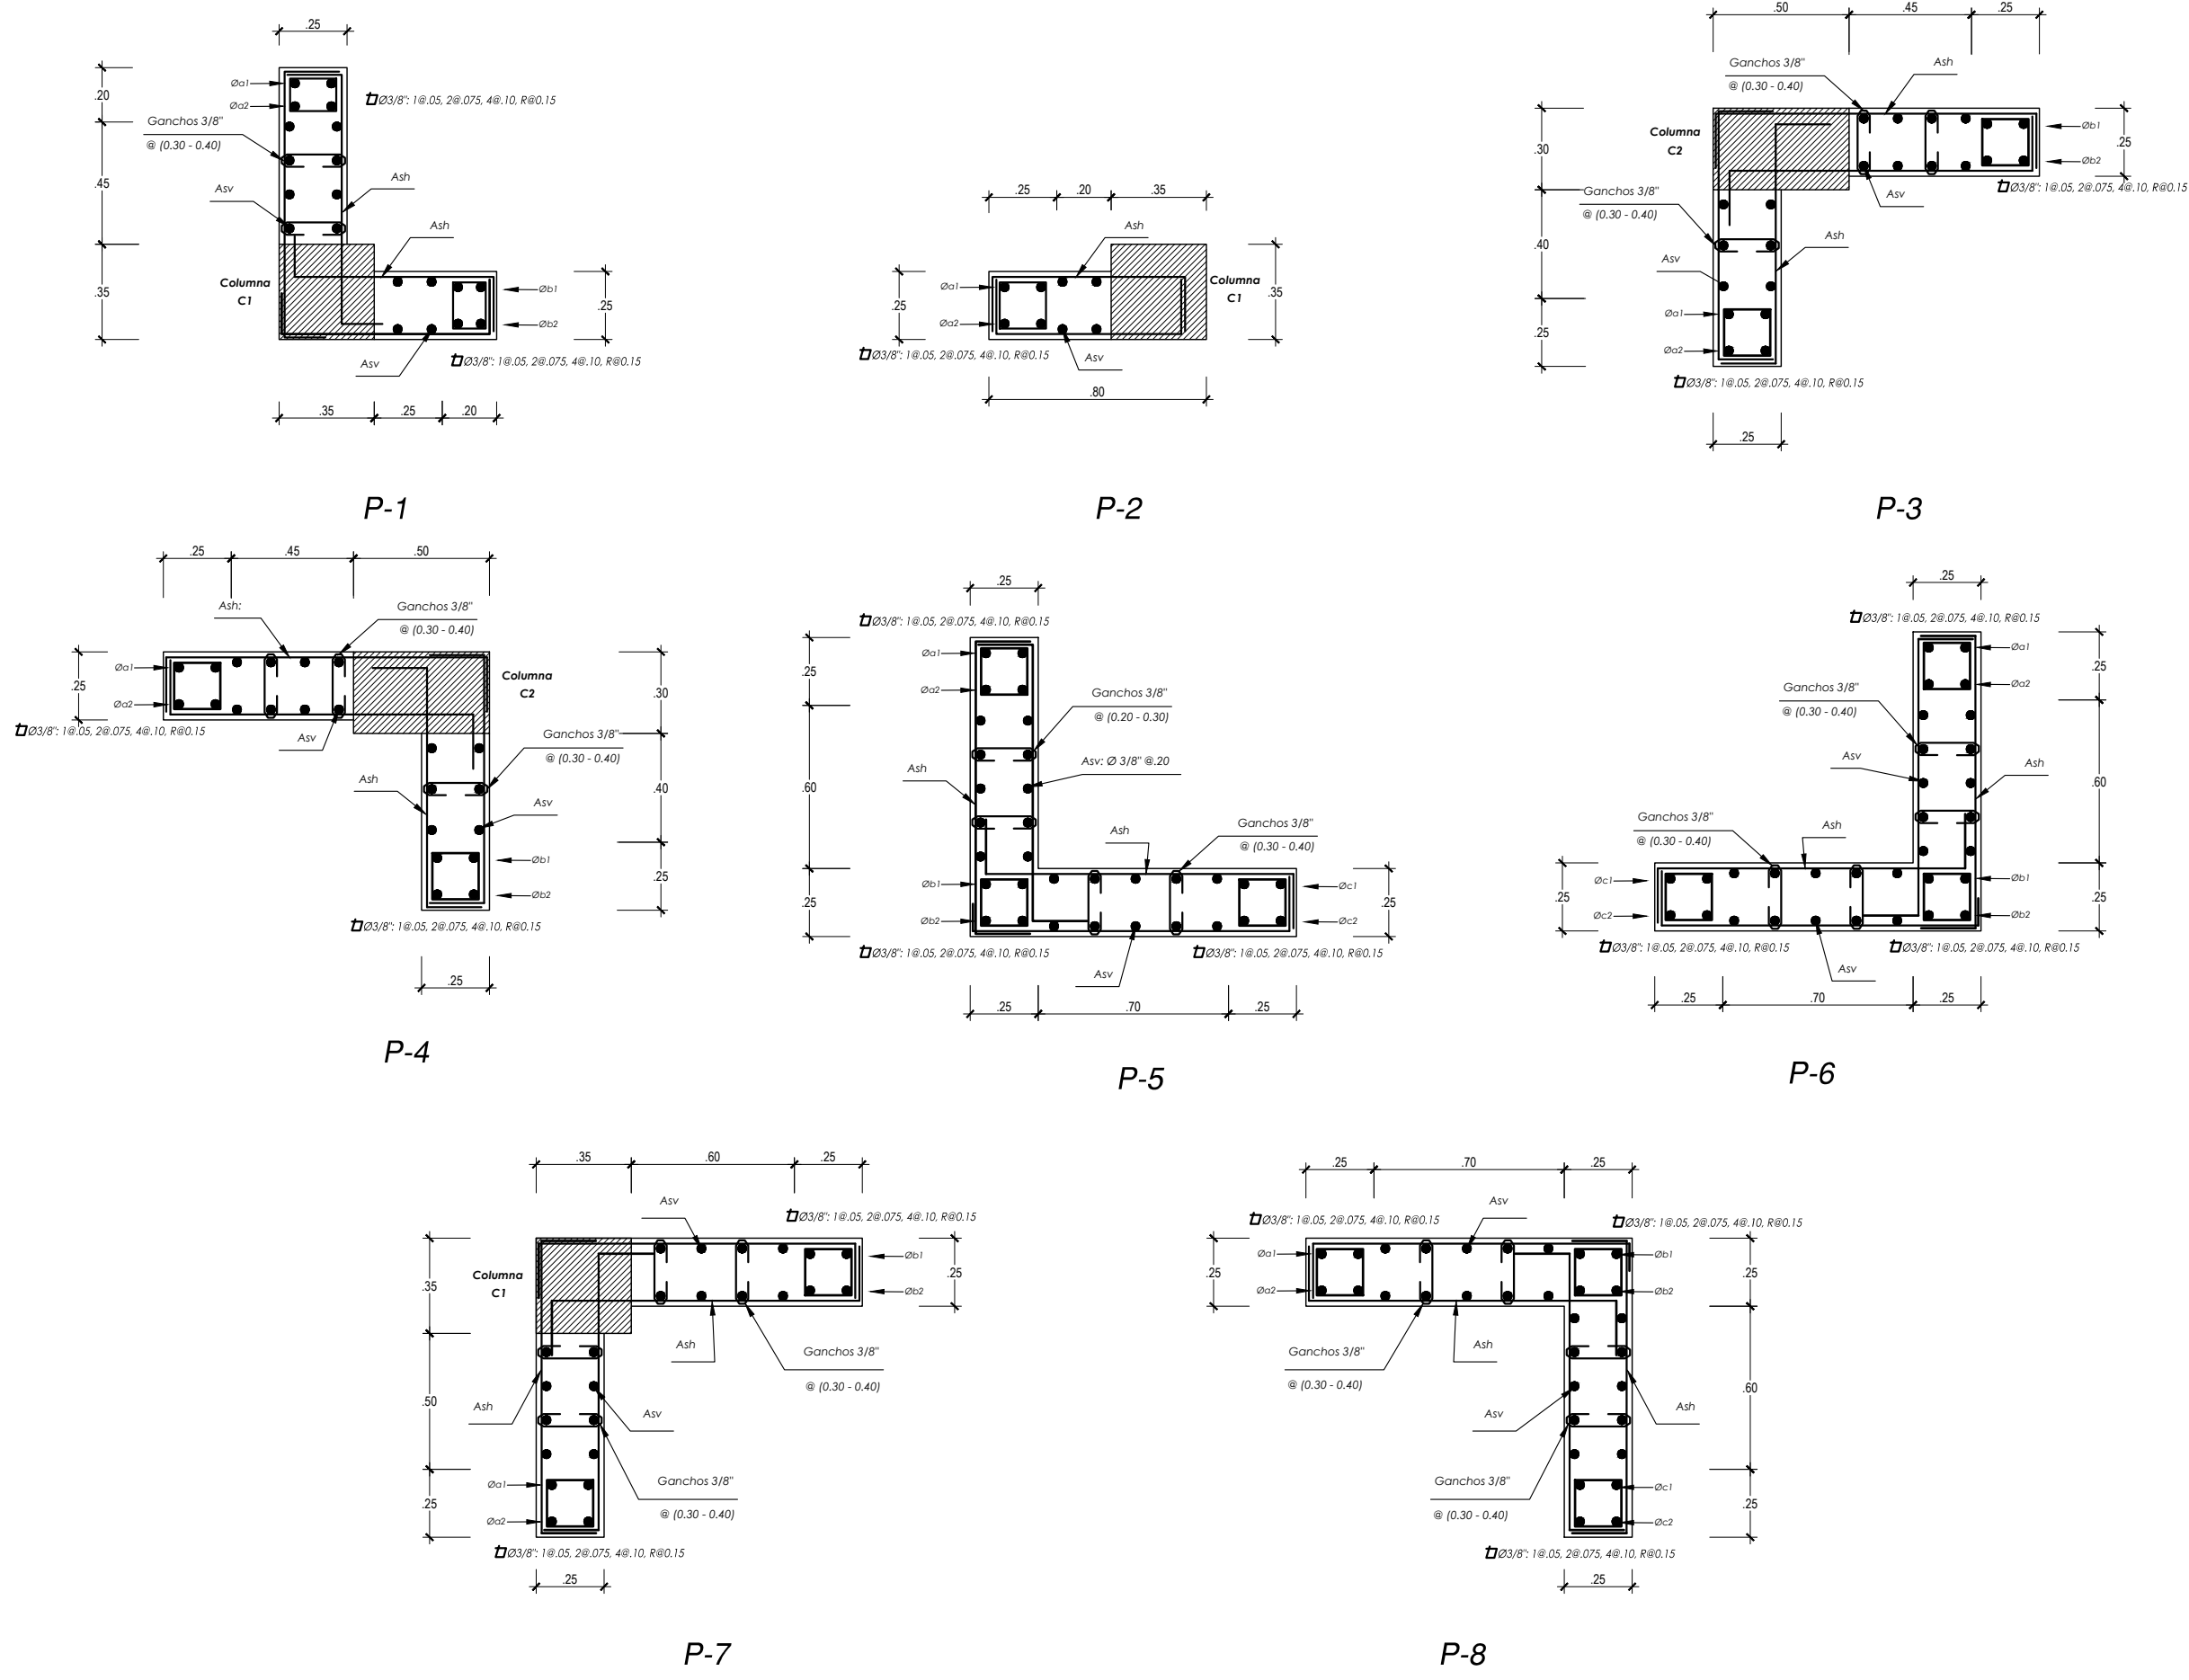 .25
.20
.45
.35
Øa1
Øa2
Ø3/8": 1@.05, 2@.075, 4@.10, R@0.15
Ganchos 3/8"
@ (0.30 - 0.40)
Asv
Ash
Ash
Columna
C1
Øb1
Øb2
.25
Ø3/8": 1@.05, 2@.075, 4@.10, R@0.15
Asv
.35
.25
.20
P-1
.25
.20
.35
Ash
Øa1
Øa2
.25
Columna
C1
.35
Ø3/8": 1@.05, 2@.075, 4@.10, R@0.15
Asv
.80
P-2
.50
.45
.25
Ganchos 3/8"
@ (0.30 - 0.40)
Ash
Columna
C2
Øb1
Øb2
.25
.30
.40
.25
Ganchos 3/8"
@ (0.30 - 0.40)
Asv
Ø3/8": 1@.05, 2@.075, 4@.10, R@0.15
Ash
Asv
Øa1
Øa2
Ø3/8": 1@.05, 2@.075, 4@.10, R@0.15
.25
P-3
.25
.45
.50
Ash:
Ganchos 3/8"
@ (0.30 - 0.40)
.25
Øa1
Øa2
Columna
C2
.30
.40
.25
Ø3/8": 1@.05, 2@.075, 4@.10, R@0.15
Asv
Ganchos 3/8"
@ (0.30 - 0.40)
Ash
Asv
Øb1
Øb2
Ø3/8": 1@.05, 2@.075, 4@.10, R@0.15
.25
P-4
.25
Ø3/8": 1@.05, 2@.075, 4@.10, R@0.15
.25
.60
.25
Øa1
Øa2
Ganchos 3/8"
@ (0.20 - 0.30)
Ash
Asv: Ø 3/8" @.20
Ash
Ganchos 3/8"
@ (0.30 - 0.40)
Øb1
Øb2
Øc1
Øc2
.25
Ø3/8": 1@.05, 2@.075, 4@.10, R@0.15
Ø3/8": 1@.05, 2@.075, 4@.10, R@0.15
Asv
.25
.70
.25
P-5
.25
Ø3/8": 1@.05, 2@.075, 4@.10, R@0.15
Øa1
Øa2
.25
.60
.25
Ganchos 3/8"
@ (0.30 - 0.40)
Asv
Ash
Ganchos 3/8"
@ (0.30 - 0.40)
Ash
.25
Øc1
Øc2
Øb1
Øb2
Ø3/8": 1@.05, 2@.075, 4@.10, R@0.15
Ø3/8": 1@.05, 2@.075, 4@.10, R@0.15
Asv
.25
.70
.25
P-6
.35
.60
.25
Asv
Ø3/8": 1@.05, 2@.075, 4@.10, R@0.15
.35
.50
.25
Columna
C1
Øb1
Øb2
.25
Ash
Ganchos 3/8"
@ (0.30 - 0.40)
Ash
Asv
Øa1
Øa2
Ganchos 3/8"
@ (0.30 - 0.40)
Ø3/8": 1@.05, 2@.075, 4@.10, R@0.15
.25
P-7
.25
.70
.25
Ø3/8": 1@.05, 2@.075, 4@.10, R@0.15
Asv
Ø3/8": 1@.05, 2@.075, 4@.10, R@0.15
.25
Øa1
Øa2
Øb1
Øb2
.25
.60
.25
Ganchos 3/8"
@ (0.30 - 0.40)
Ash
Asv
Ash
Ganchos 3/8"
@ (0.30 - 0.40)
Øc1
Øc2
Ø3/8": 1@.05, 2@.075, 4@.10, R@0.15
.25
P-8